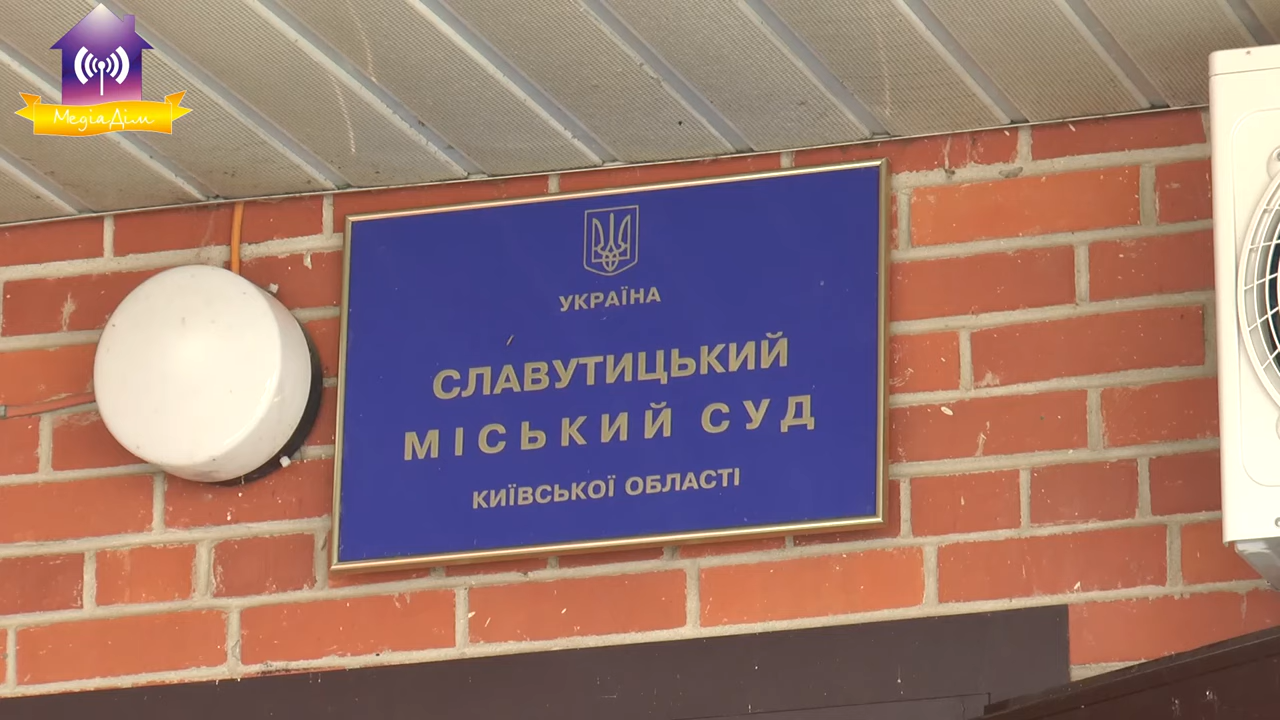 МедіаДім
УКРАЇНА
СЛАВУТИЦЬКИЙ
МІСЬКИЙ СУД
КИЇВСЬКОЇ ОБЛАСТІ